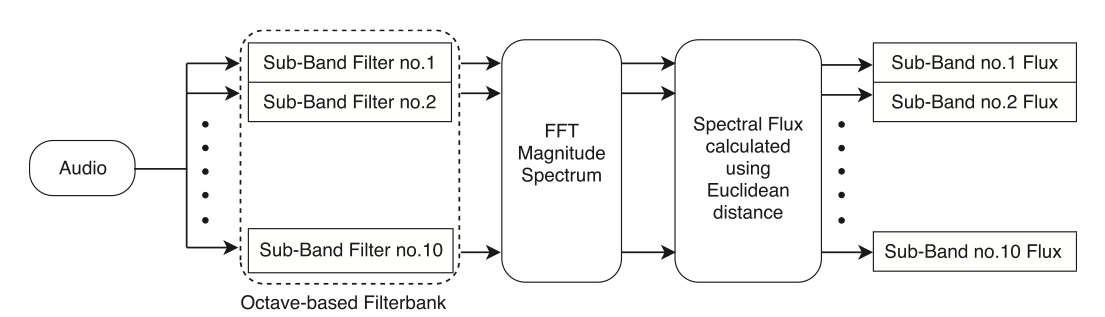 Audio
Sub-Band Filter no.1
Sub-Band Filter no.2
Sub-Band Filter no.10
Octave-based Filterbank
FFT
Magnitude
Spectrum
Spectral Flux
calculated
using
Euclidean
distance
Sub-Band no.1 Flux
Sub-Band no.2 Flux
Sub-Band no.10 Flux